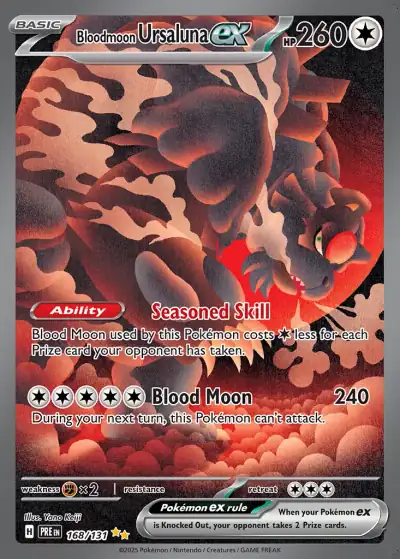 BASIC
Bloodmoon Ursaluna ex HP 260
Ability Seasoned Skill
Blood Moon used by this Pokémon costs less for each
Prize card your opponent has taken.
Blood Moon 240
During your next turn, this Pokémon can't attack.
weakness ×2 resistance retreat
Illus. Yano Keiji
Pokémon ex rule When your Pokémon ex
is Knocked Out, your opponent takes 2 Prize cards.
H PRE EN 168/131
©2025 Pokémon / Nintendo / Creatures / GAME FREAK